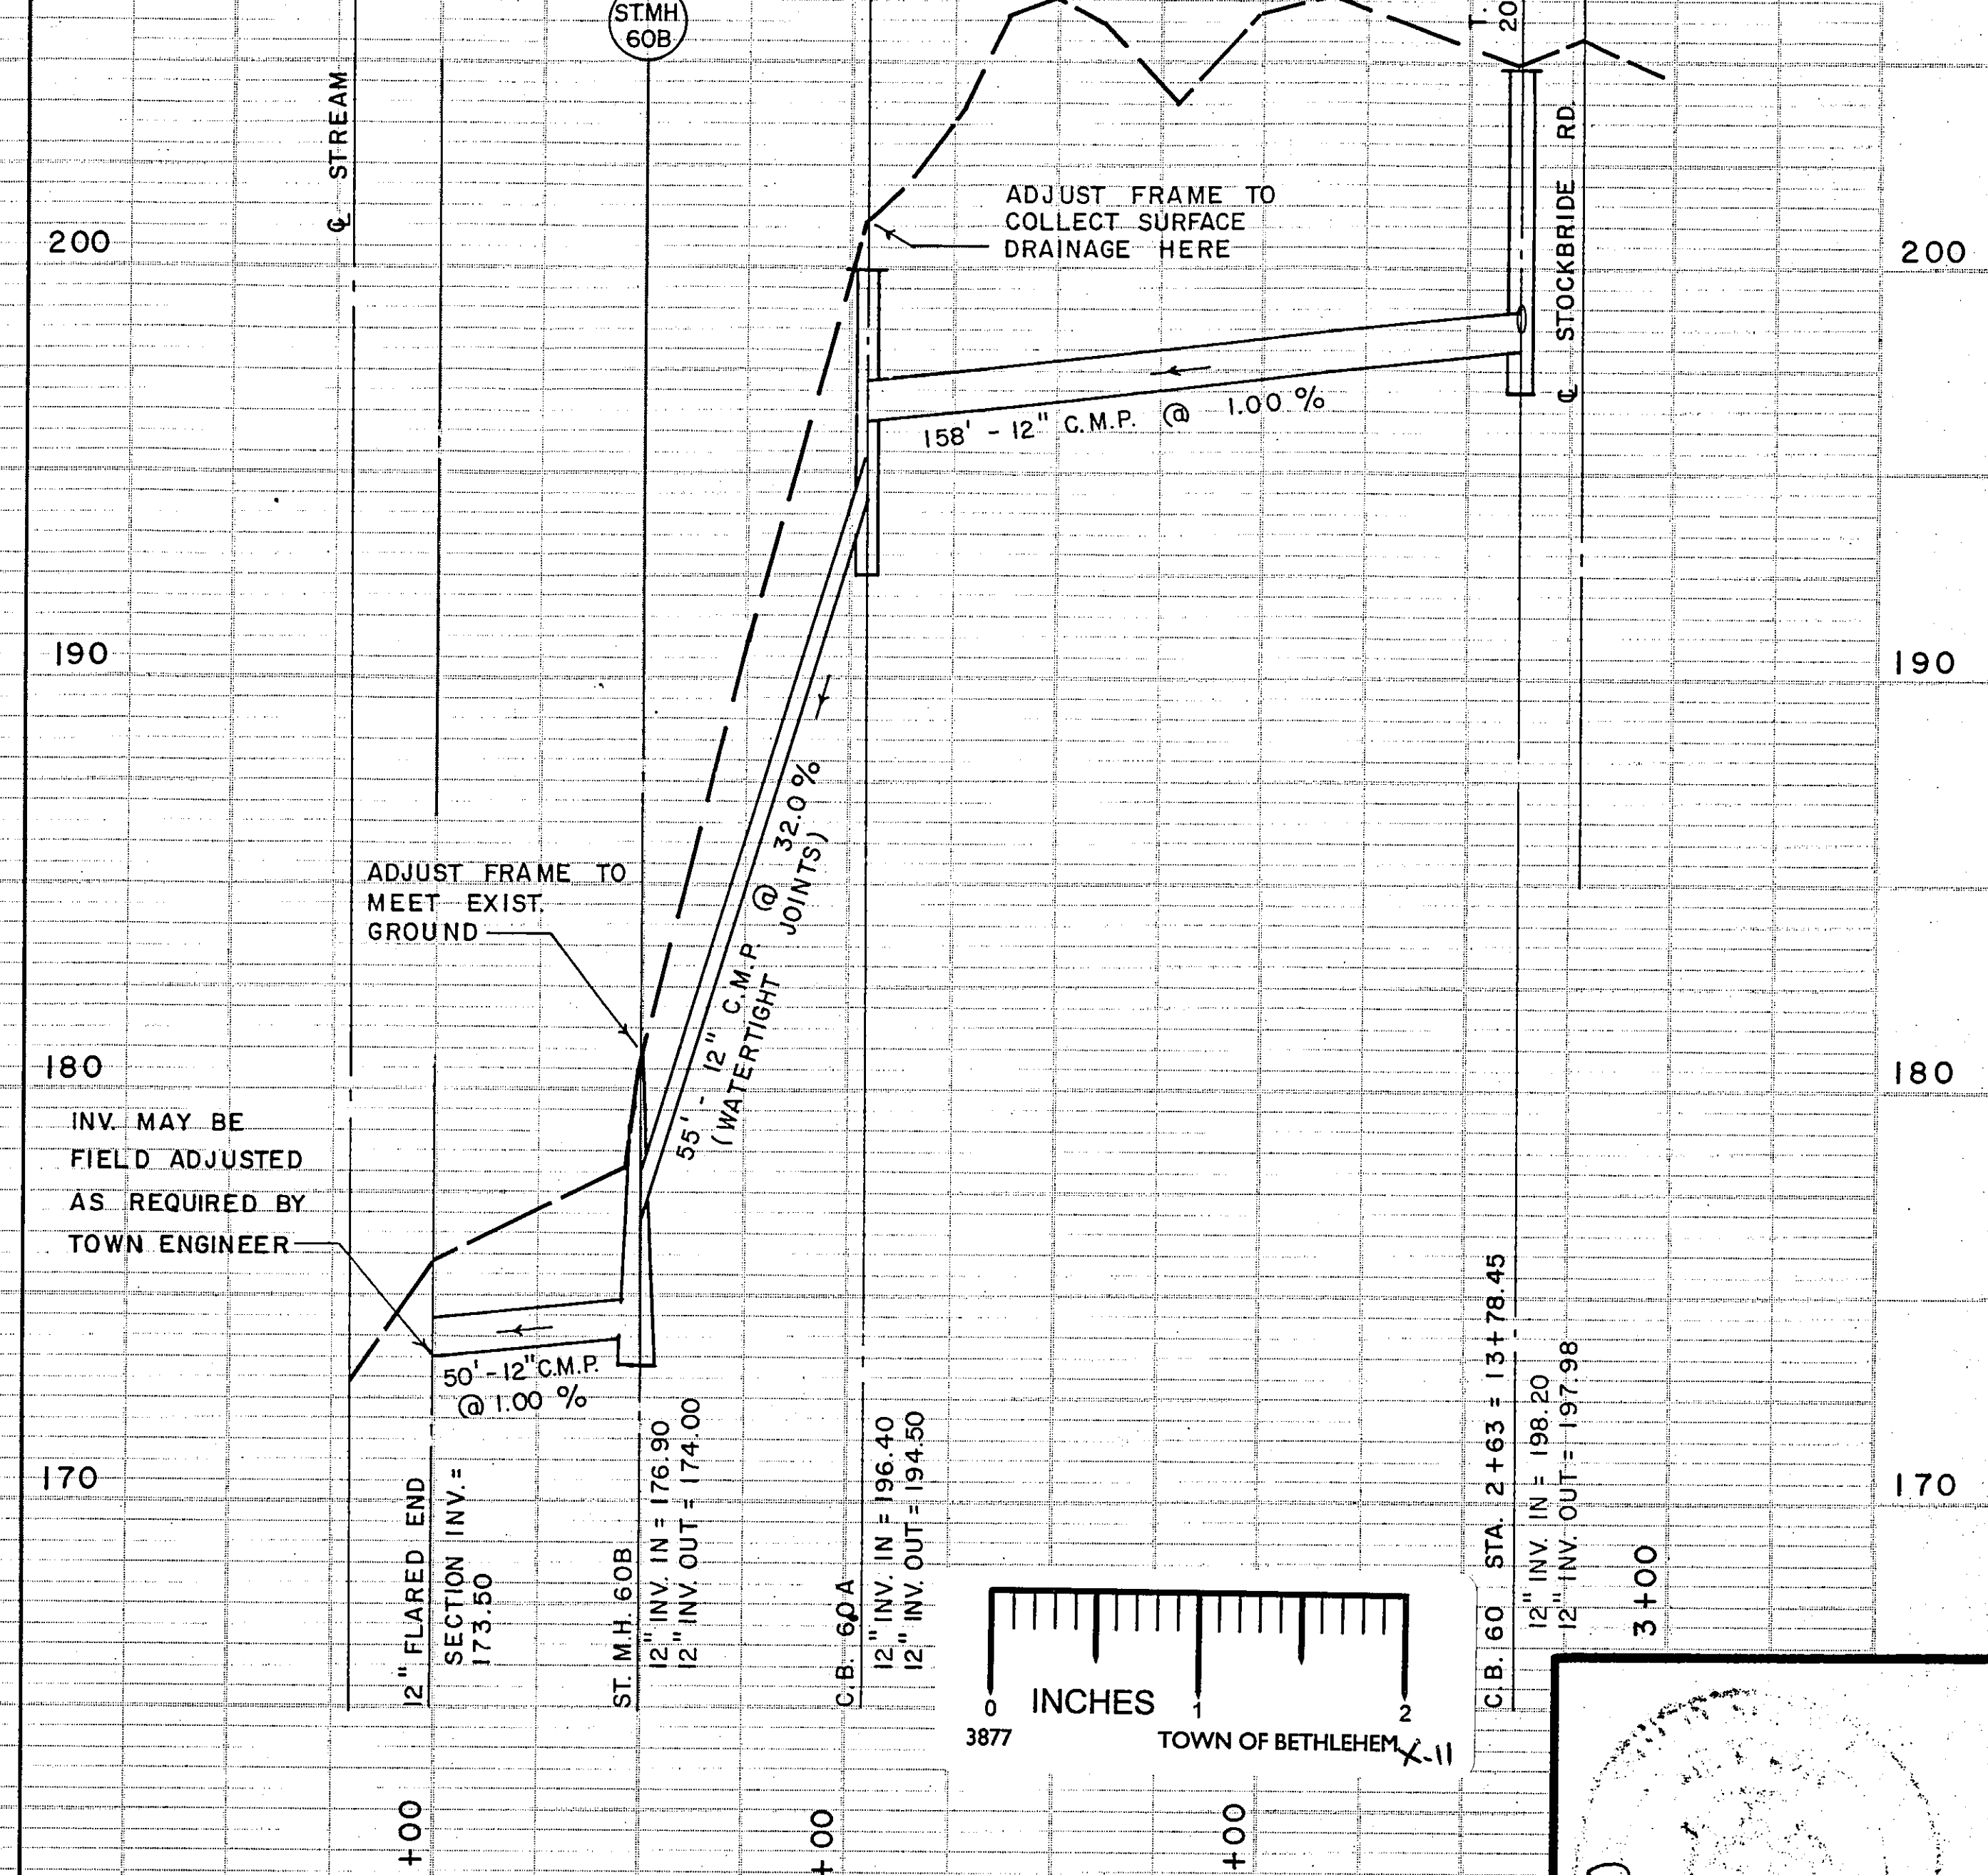 ST.MH
60B
T.
20
℄ STREAM
℄ STOCKBRIDE RD.
ADJUST FRAME TO
COLLECT SURFACE
DRAINAGE HERE
200
200
158' - 12" C.M.P. @ 1.00 %
190
190
55' - 12" C.M.P. @ 32.0 %
(WATERTIGHT JOINTS)
ADJUST FRAME TO
MEET EXIST.
GROUND
180
180
INV. MAY BE
FIELD ADJUSTED
AS REQUIRED BY
TOWN ENGINEER
50' - 12" C.M.P.
@ 1.00 %
170
170
12" FLARED END
SECTION INV. =
173.50
ST. M.H. 60B
12" INV. IN = 176.90
12" INV. OUT = 174.00
C.B. 60A
12" INV. IN = 196.40
12" INV. OUT = 194.50
C.B. 60 STA. 2+63 = 13+78.45
12" INV. IN = 198.20
12" INV. OUT = 197.98
3+00
0 INCHES 1 2
3877 TOWN OF BETHLEHEM X-11
+00
+00
+00